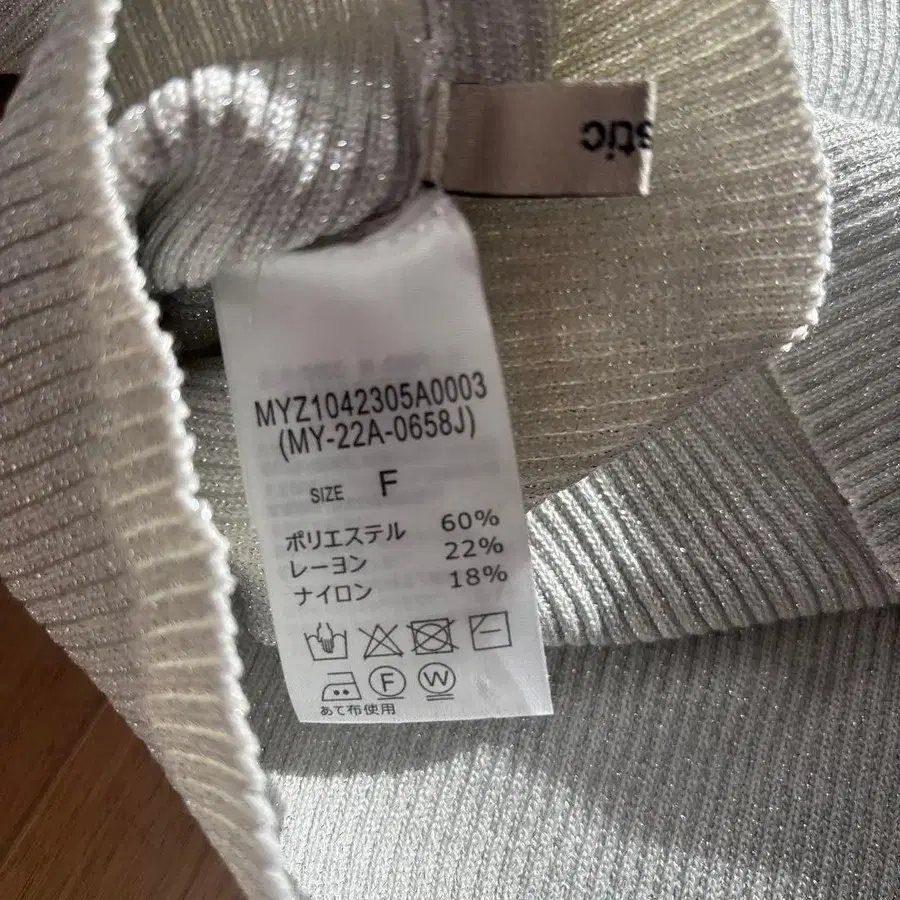 stic
MYZ1042305A0003
(MY-22A-0658J)
SIZE F
ポリエステル 60%
レーヨン 22%
ナイロン 18%
F W
あて布使用